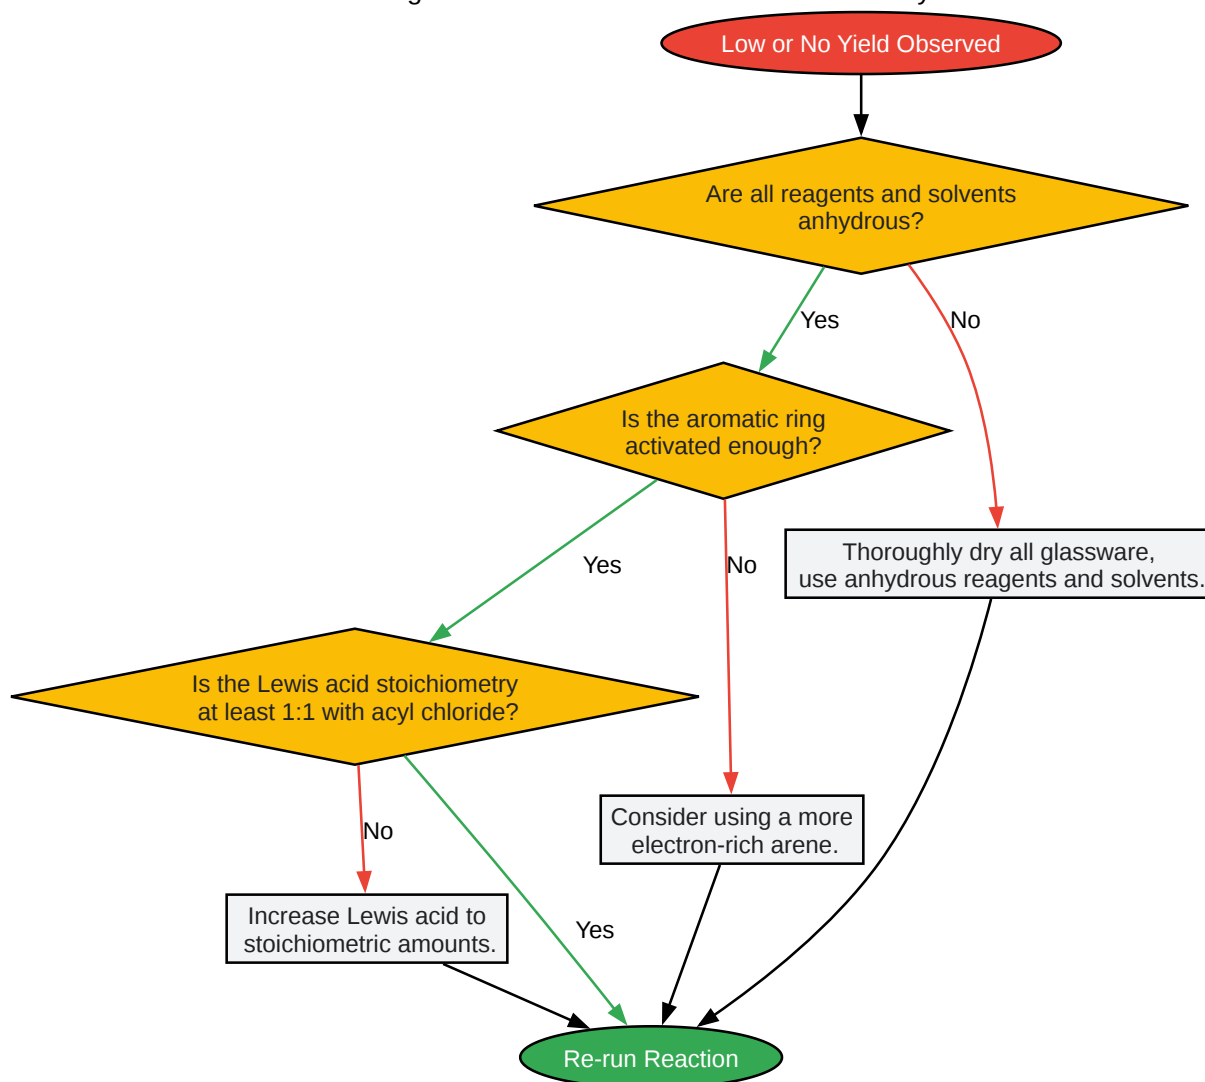 Low or No Yield Observed
Are all reagents and solvents
anhydrous?
Yes
No
Is the aromatic ring
activated enough?
Yes
No
Thoroughly dry all glassware,
use anhydrous reagents and solvents.
Is the Lewis acid stoichiometry
at least 1:1 with acyl chloride?
No
Yes
Consider using a more
electron-rich arene.
Increase Lewis acid to
stoichiometric amounts.
Re-run Reaction